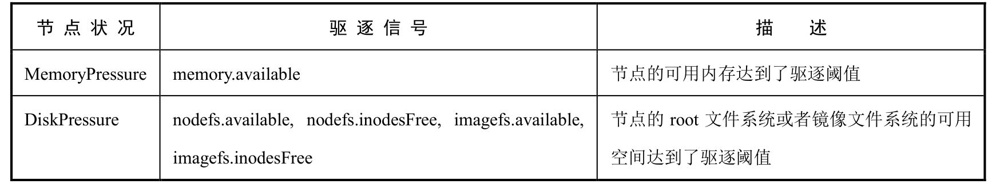 节点状况 驱逐信号 描述
MemoryPressure memory.available 节点的可用内存达到了驱逐阈值
DiskPressure nodefs.available, nodefs.inodesFree, imagefs.available, 节点的 root 文件系统或者镜像文件系统的可用
imagefs.inodesFree 空间达到了驱逐阈值